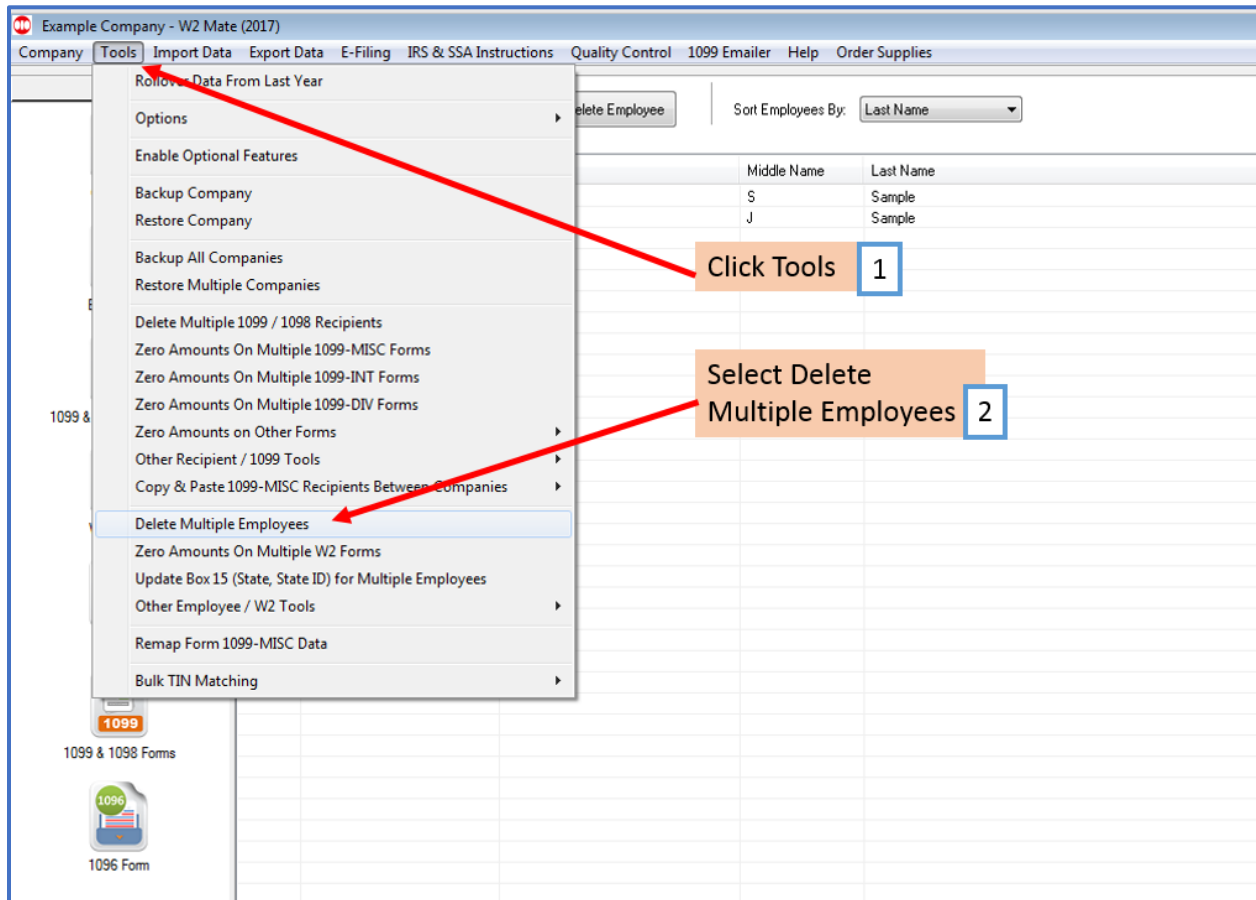 Example Company - W2 Mate (2017)
Company Tools Import Data Export Data E-Filing IRS & SSA Instructions Quality Control 1099 Emailer Help Order Supplies
Rollover Data From Last Year
Options
Enable Optional Features
Backup Company
Restore Company
Backup All Companies
Restore Multiple Companies
Delete Multiple 1099 / 1098 Recipients
Zero Amounts On Multiple 1099-MISC Forms
Zero Amounts On Multiple 1099-INT Forms
Zero Amounts On Multiple 1099-DIV Forms
Zero Amounts on Other Forms
Other Recipient / 1099 Tools
Copy & Paste 1099-MISC Recipients Between Companies
Delete Multiple Employees
Zero Amounts On Multiple W2 Forms
Update Box 15 (State, State ID) for Multiple Employees
Other Employee / W2 Tools
Remap Form 1099-MISC Data
Bulk TIN Matching
Employee
Sort Employees By: Last Name
Middle Name Last Name
S Sample
J Sample
Click Tools 1
Select Delete
Multiple Employees 2
1099 &
1099
1099 & 1098 Forms
1096
1096 Form